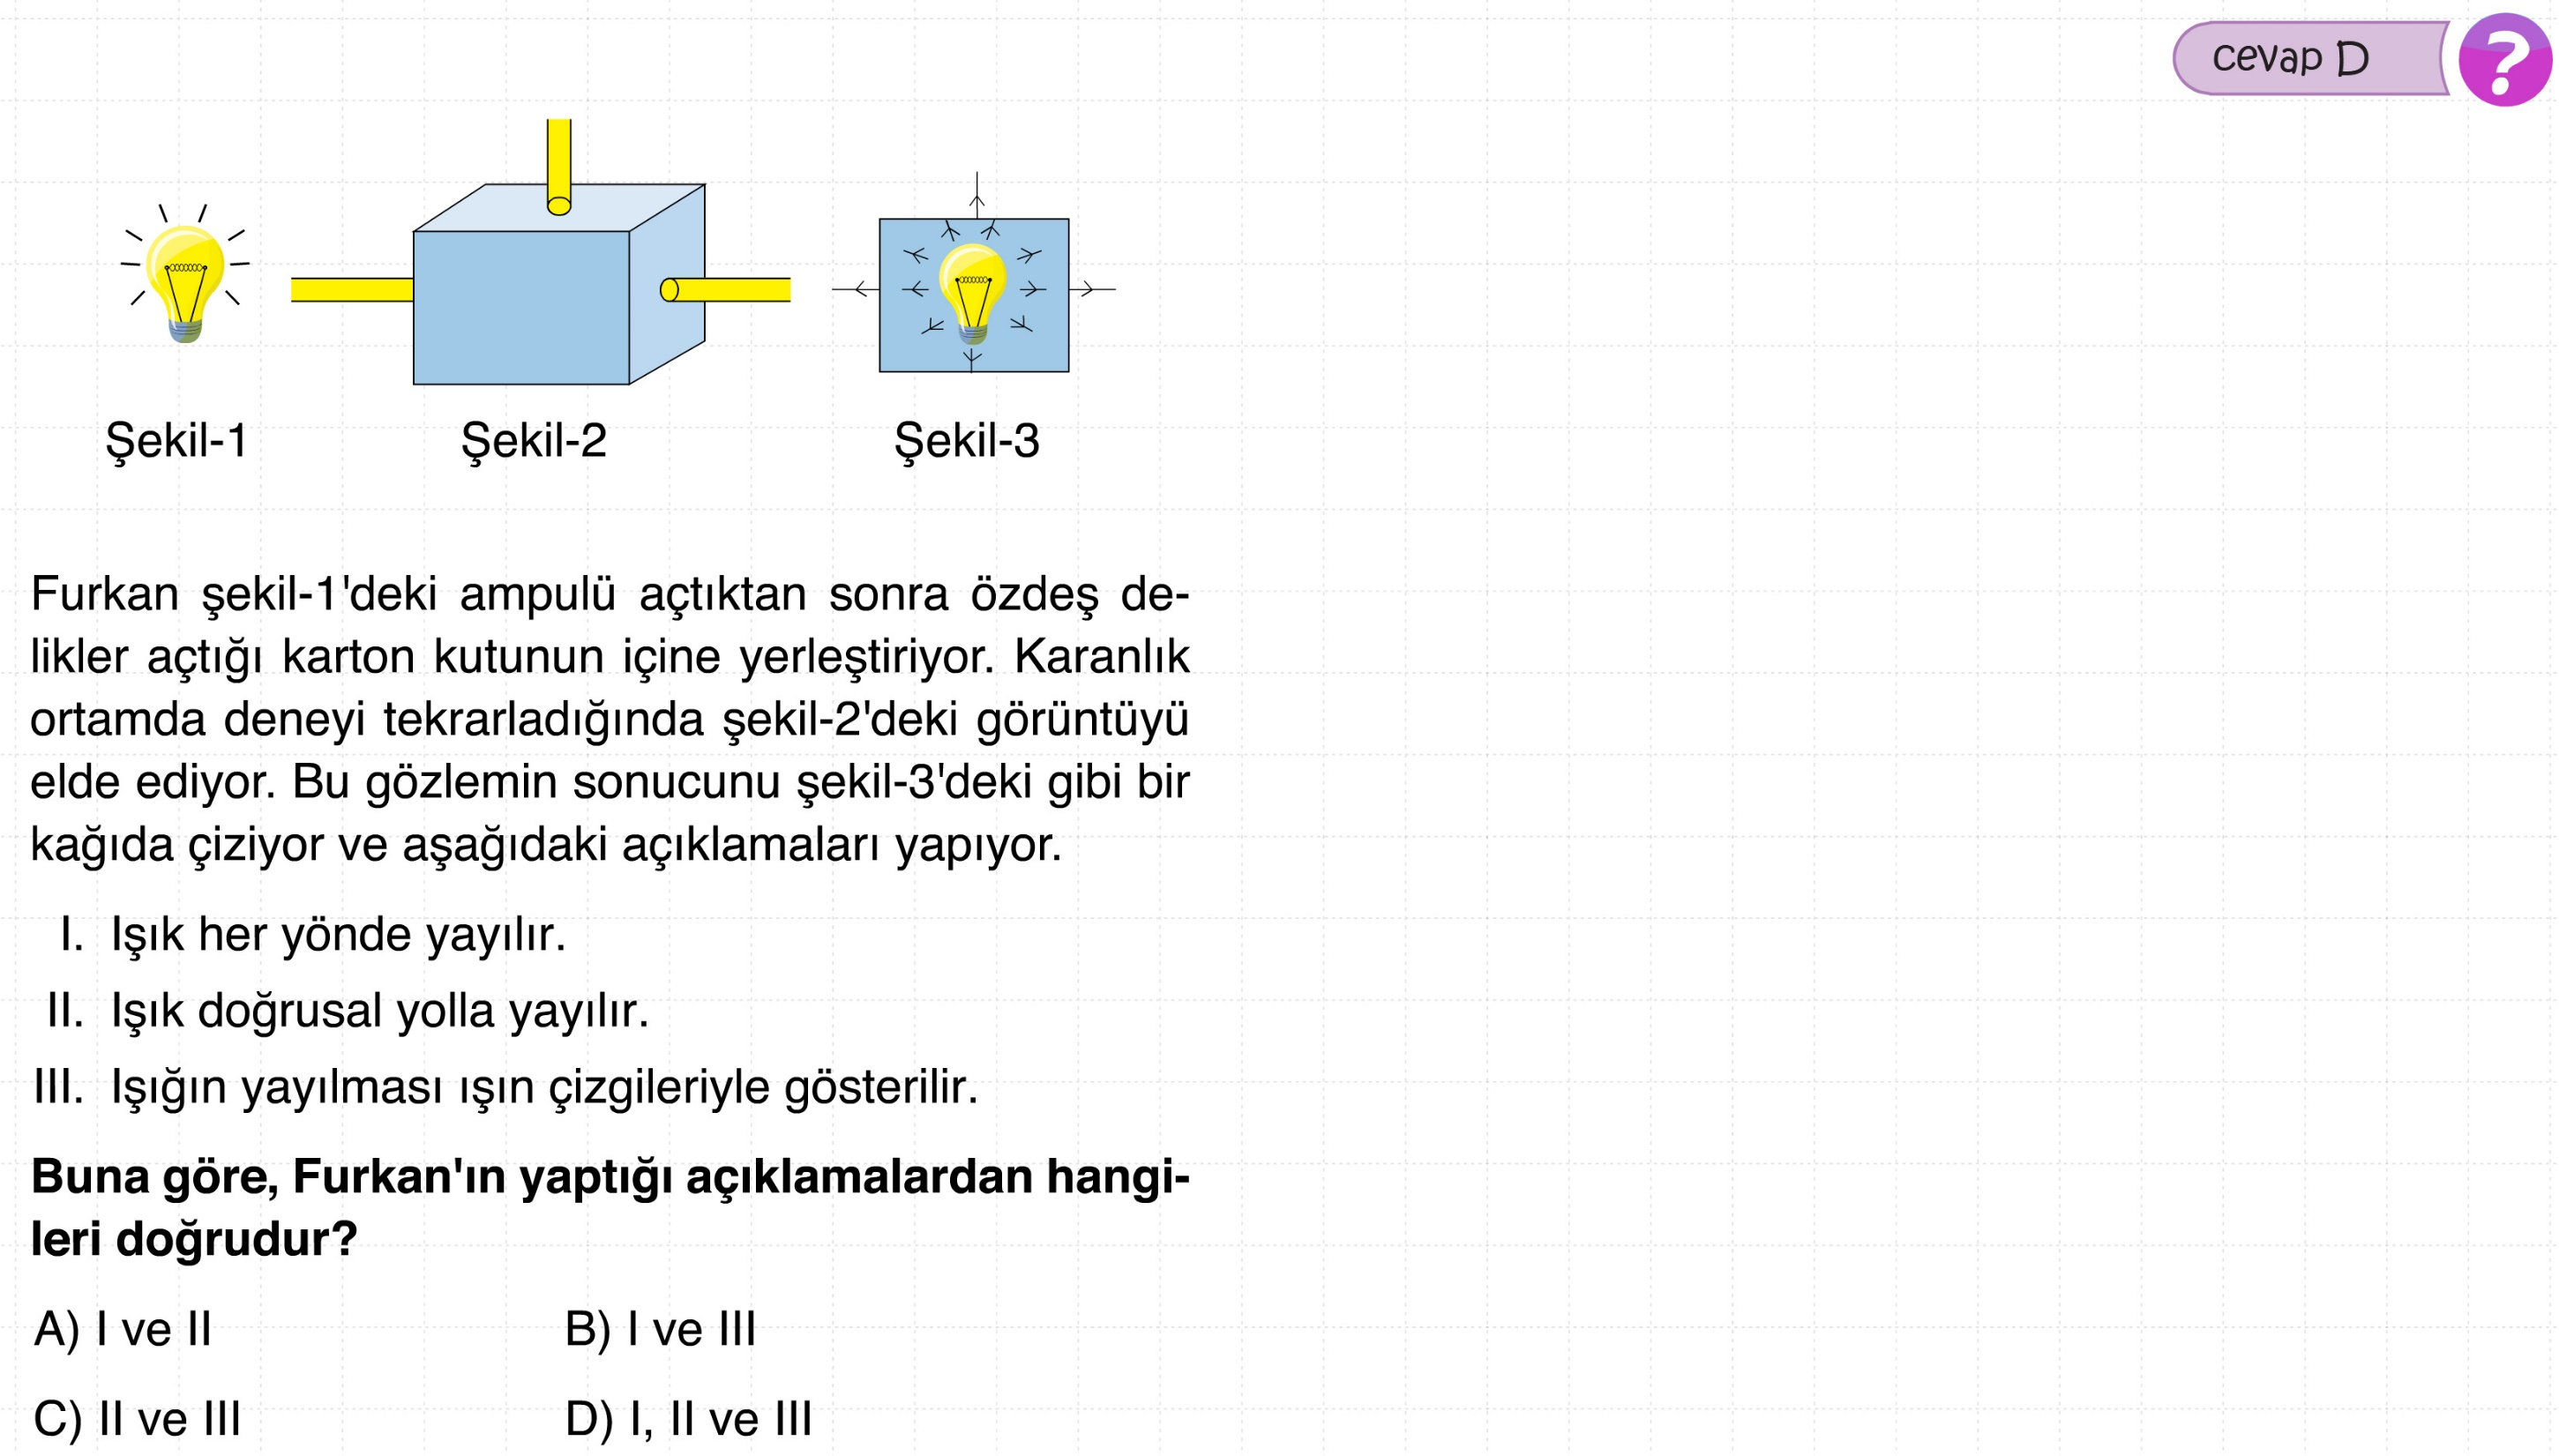 cevap D
?
Şekil-1
Şekil-2
Şekil-3
Furkan şekil-1'deki ampulü açtıktan sonra özdeş de-
likler açtığı karton kutunun içine yerleştiriyor. Karanlık
ortamda deneyi tekrarladığında şekil-2'deki görüntüyü
elde ediyor. Bu gözlemin sonucunu şekil-3'deki gibi bir
kağıda çiziyor ve aşağıdaki açıklamaları yapıyor.
I. Işık her yönde yayılır.
II. Işık doğrusal yolla yayılır.
III. Işığın yayılması ışın çizgileriyle gösterilir.
Buna göre, Furkan'ın yaptığı açıklamalardan hangi-
leri doğrudur?
A) I ve II
B) I ve III
C) II ve III
D) I, II ve III